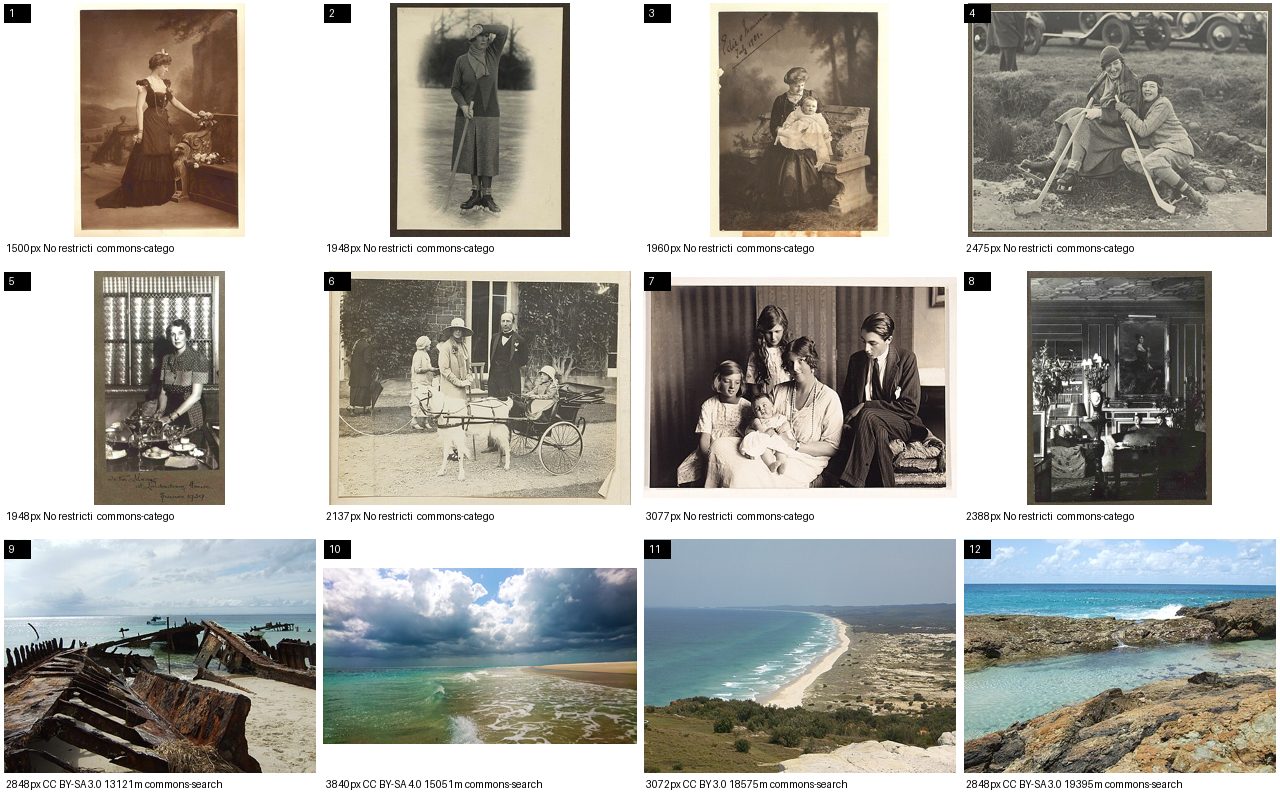 1
1500px No restricti commons-catego
2
1948px No restricti commons-catego
3
1960px No restricti commons-catego
4
2475px No restricti commons-catego
5
1948px No restricti commons-catego
6
2137px No restricti commons-catego
7
3077px No restricti commons-catego
8
2388px No restricti commons-catego
9
2848px CC BY-SA 3.0 13121m commons-search
10
3840px CC BY-SA 4.0 15051m commons-search
11
3072px CC BY 3.0 18575m commons-search
12
2848px CC BY-SA 3.0 19395m commons-search